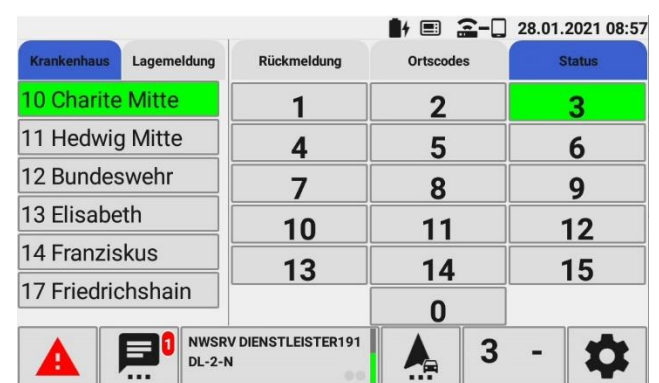 28.01.2021 08:57
Krankenhaus Lagemeldung Rückmeldung Ortscodes Status
10 Charite Mitte
11 Hedwig Mitte
12 Bundeswehr
13 Elisabeth
14 Franziskus
17 Friedrichshain
1 2 3
4 5 6
7 8 9
10 11 12
13 14 15
0
1
NWSRV DIENSTLEISTER191
DL-2-N
3 -